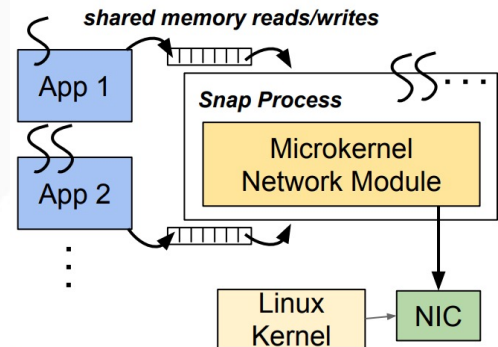 shared memory reads/writes
App 1
Snap Process
Microkernel
Network Module
App 2
Linux
Kernel
NIC